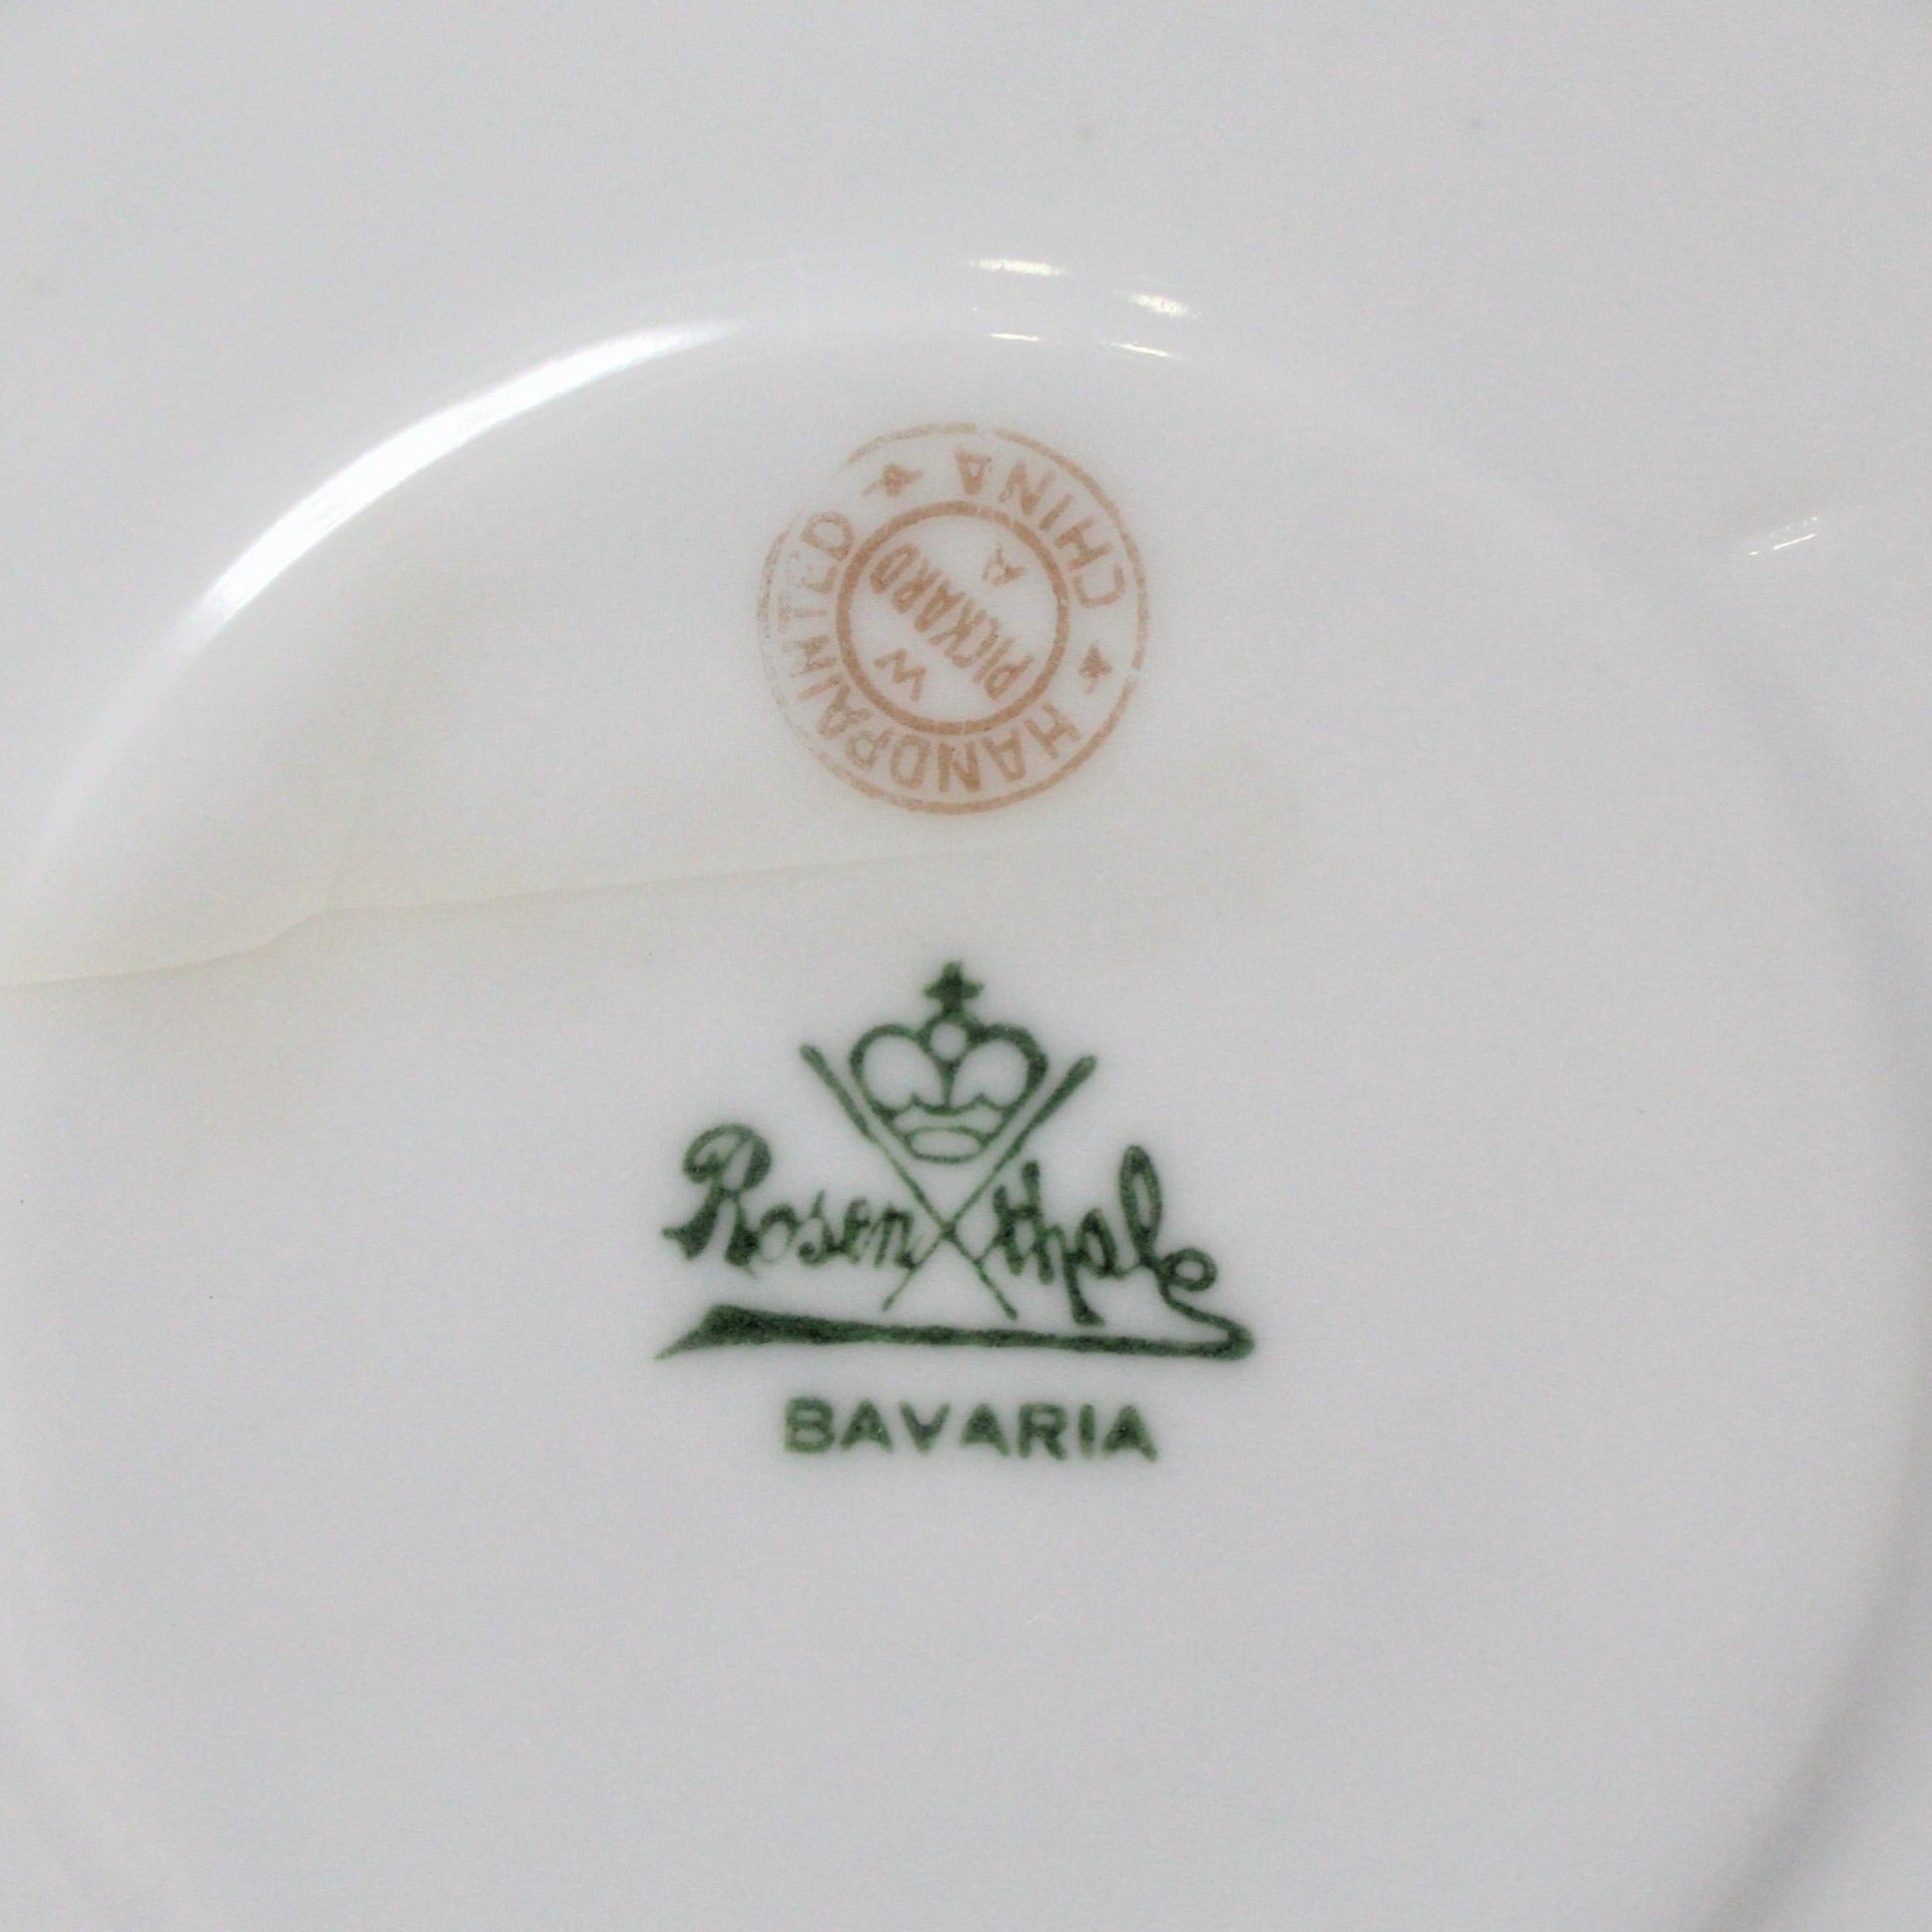 HANDPAINTED CHINA
W
A
PICKARD
Rosenthal
BAVARIA